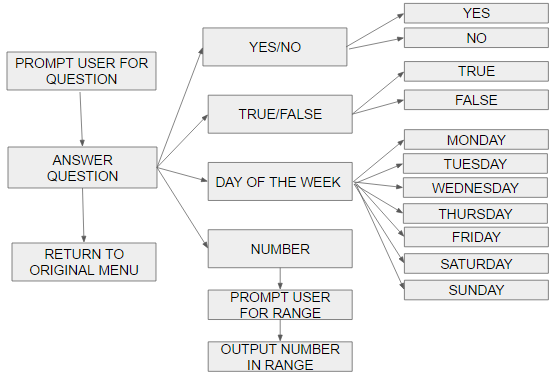 PROMPT USER FOR
QUESTION
ANSWER
QUESTION
RETURN TO
ORIGINAL MENU
YES/NO
YES
NO
TRUE/FALSE
TRUE
FALSE
DAY OF THE WEEK
MONDAY
TUESDAY
WEDNESDAY
THURSDAY
FRIDAY
SATURDAY
SUNDAY
NUMBER
PROMPT USER
FOR RANGE
OUTPUT NUMBER
IN RANGE